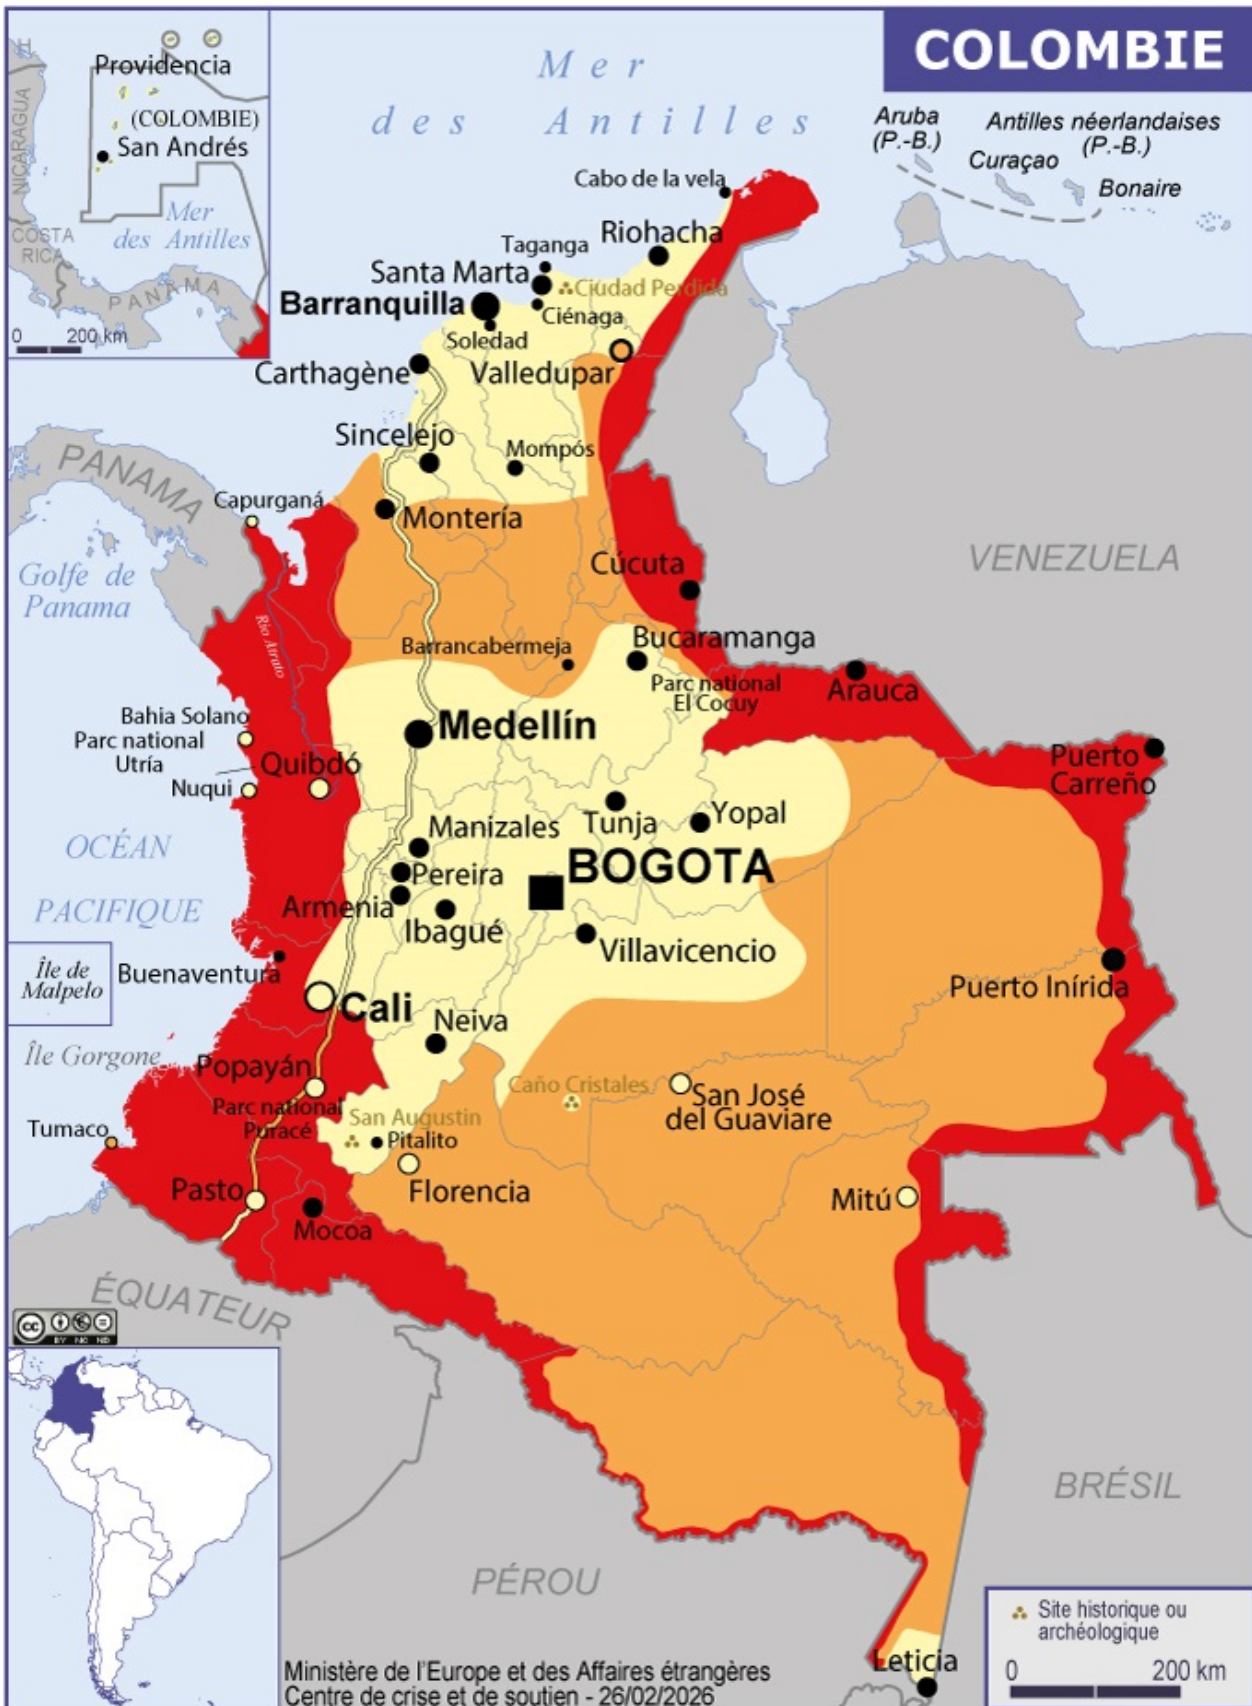 COLOMBIE
Mer
des Antilles
Providencia
(COLOMBIE)
San Andrés
NICARAGUA
Mer
des Antilles
COSTA
RICA
PANAMA
0 200 km
Aruba
(P.-B.)
Antilles néerlandaises
(P.-B.)
Curaçao
Bonaire
Cabo de la vela
Riohacha
Taganga
Santa Marta
Ciudad Perdida
Barranquilla
Ciénaga
Soledad
Carthagène
Valledupar
Sincelejo
Mompós
PANAMA
Capurganá
Montería
VENEZUELA
Golfe de
Panama
Cúcuta
Rio Atrato
Barrancabermeja
Bucaramanga
Parc national
El Cocuy
Arauca
Bahia Solano
Parc national
Utría
Medellín
Nuqui
Quibdó
Puerto
Carreño
Tunja
Yopal
Manizales
OCÉAN
PACIFIQUE
Pereira
BOGOTA
Armenia
Ibagué
Villavicencio
Buenaventura
Île de
Malpelo
Puerto Inírida
Cali
Neiva
Île Gorgone
Popayán
Parc national
Puracé
Caño Cristales
San José
del Guaviare
San Augustin
Pitalito
Tumaco
Pasto
Florencia
Mitú
Mocoa
ÉQUATEUR
cc
BY NC ND
BRÉSIL
PÉROU
Site historique ou
archéologique
0 200 km
Leticia
Ministère de l'Europe et des Affaires étrangères
Centre de crise et de soutien - 26/02/2026